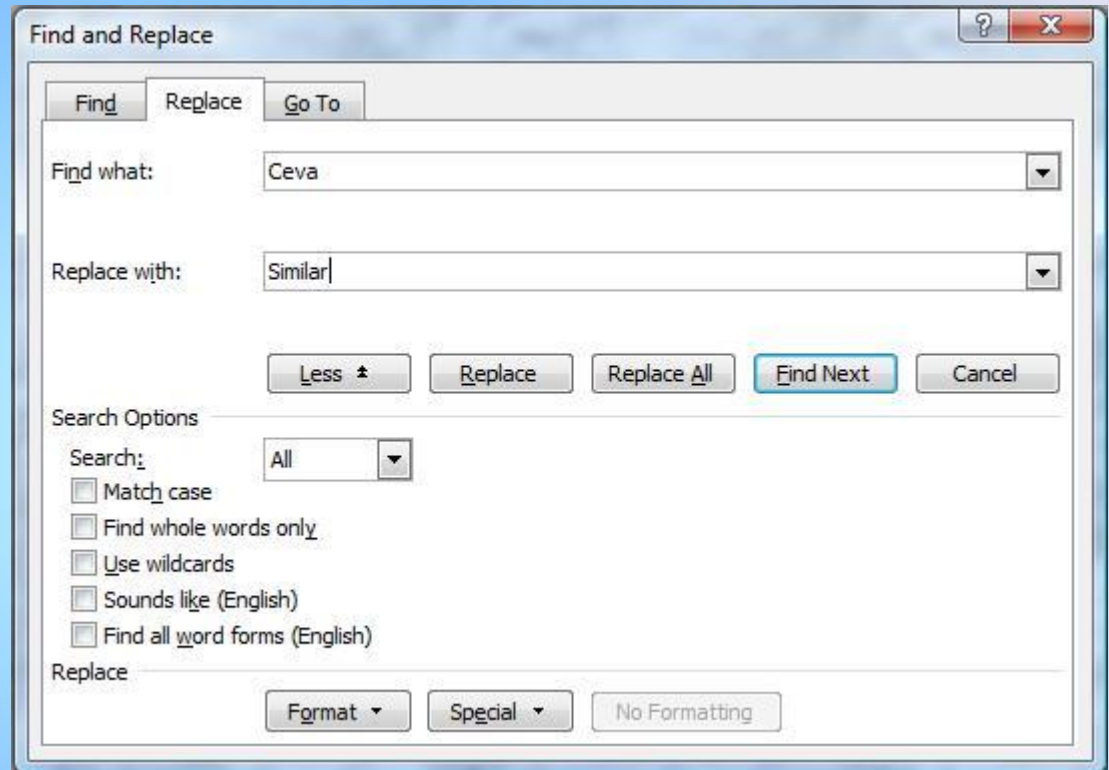 Find and Replace
Find Replace Go To
Find what: Ceva
Replace with: Similar
Less Replace Replace All Find Next Cancel
Search Options
Search: All
Match case
Find whole words only
Use wildcards
Sounds like (English)
Find all word forms (English)
Replace
Format Special No Formatting